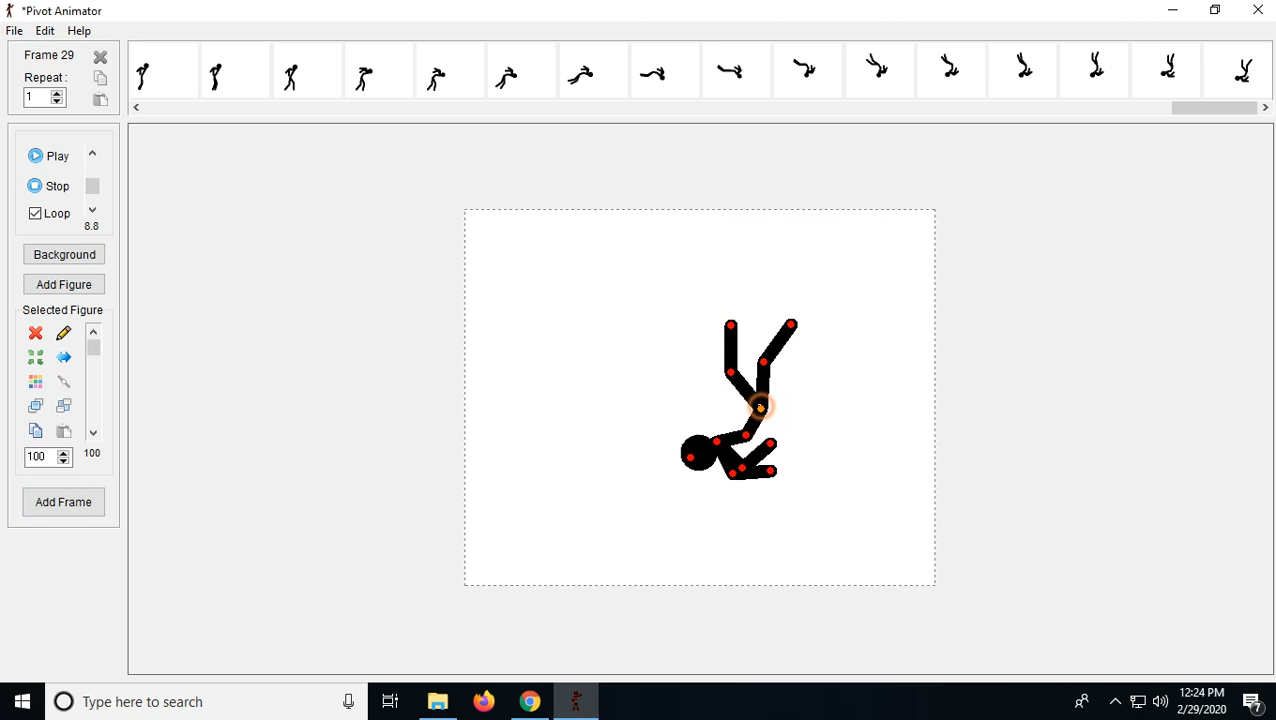 *Pivot Animator
File Edit Help
Frame 29
Repeat:
1
Play
Stop
Loop
8.8
Background
Add Figure
Selected Figure
100 100
Add Frame
Type here to search
12:24 PM
2/29/2020
7